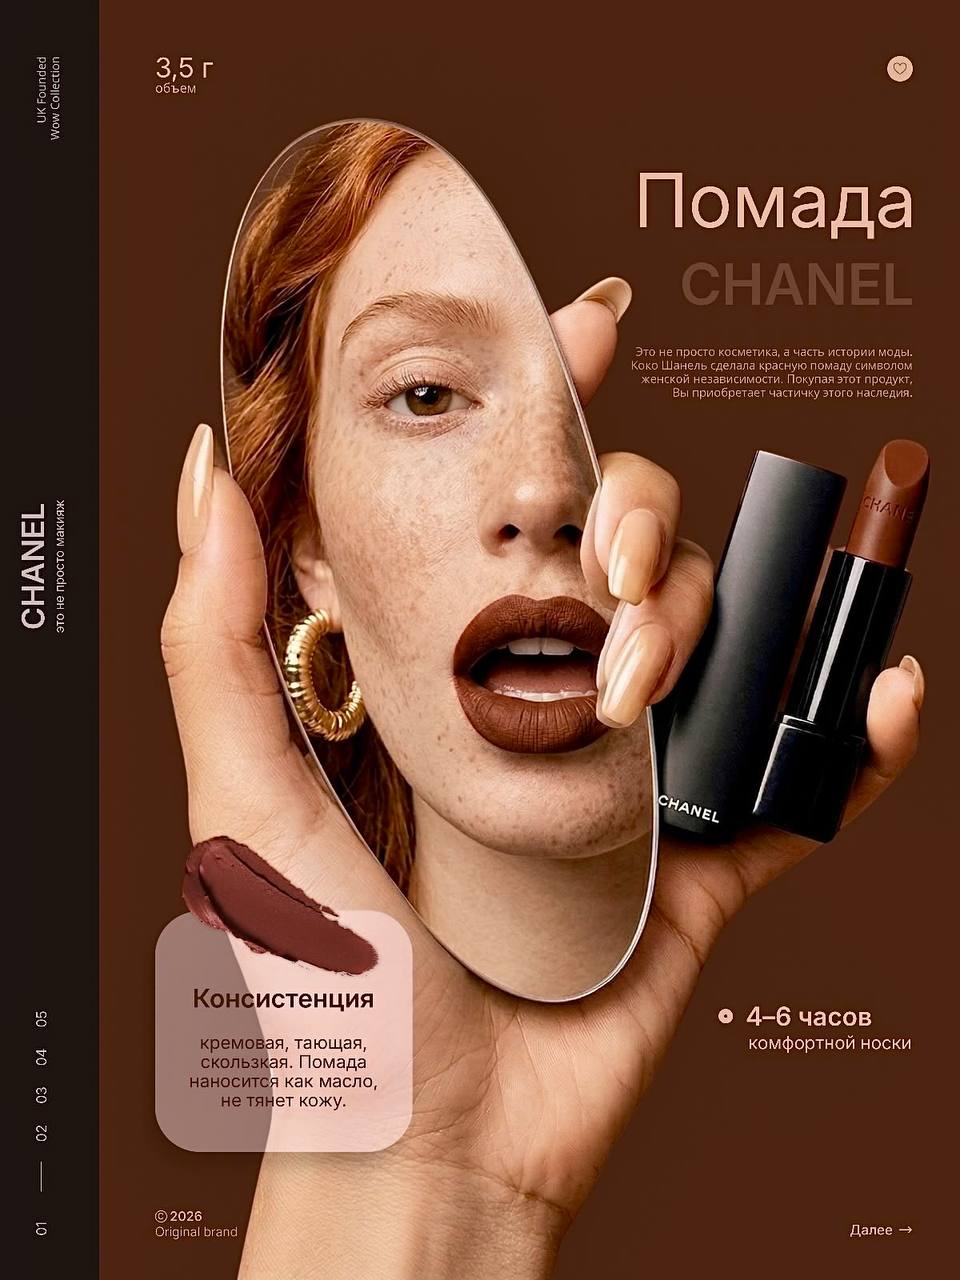 UK Founded
Wow Collection
CHANEL
это не просто макияж
01 — 02 03 04 05
3,5 г
объем
Помада
CHANEL
Это не просто косметика, а часть истории моды.
Коко Шанель сделала красную помаду символом
женской независимости. Покупая этот продукт,
Вы приобретает частичку этого наследия.
CHANEL
CHANEL
Консистенция
кремовая, тающая,
скользкая. Помада
наносится как масло,
не тянет кожу.
4–6 часов
комфортной носки
©2026
Original brand
Далее →